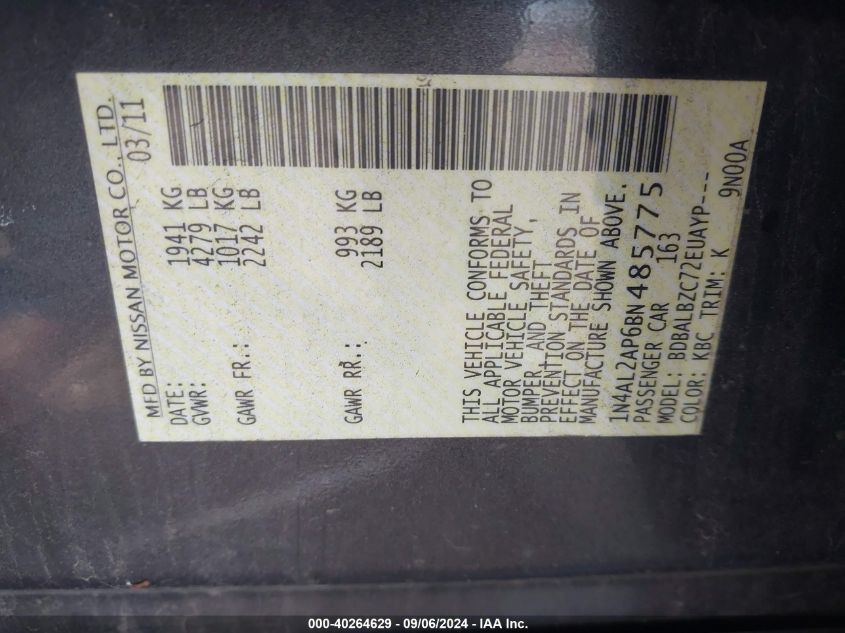 MFD BY NISSAN MOTOR CO., LTD.
DATE: 03/11
GVWR: 1941 KG
4279 LB
GAWR FR.: 1017 KG
2242 LB
GAWR RR.: 993 KG
2189 LB
THIS VEHICLE CONFORMS TO
ALL APPLICABLE FEDERAL
MOTOR VEHICLE SAFETY,
BUMPER, AND THEFT
PREVENTION STANDARDS IN
EFFECT ON THE DATE OF
MANUFACTURE SHOWN ABOVE.
1N4AL2AP6BN485775
PASSENGER CAR 163
MODEL: BDBALBZC72EUAYP---
COLOR: KBC TRIM: K 9N00A
000-40264629 - 09/06/2024 - IAA Inc.